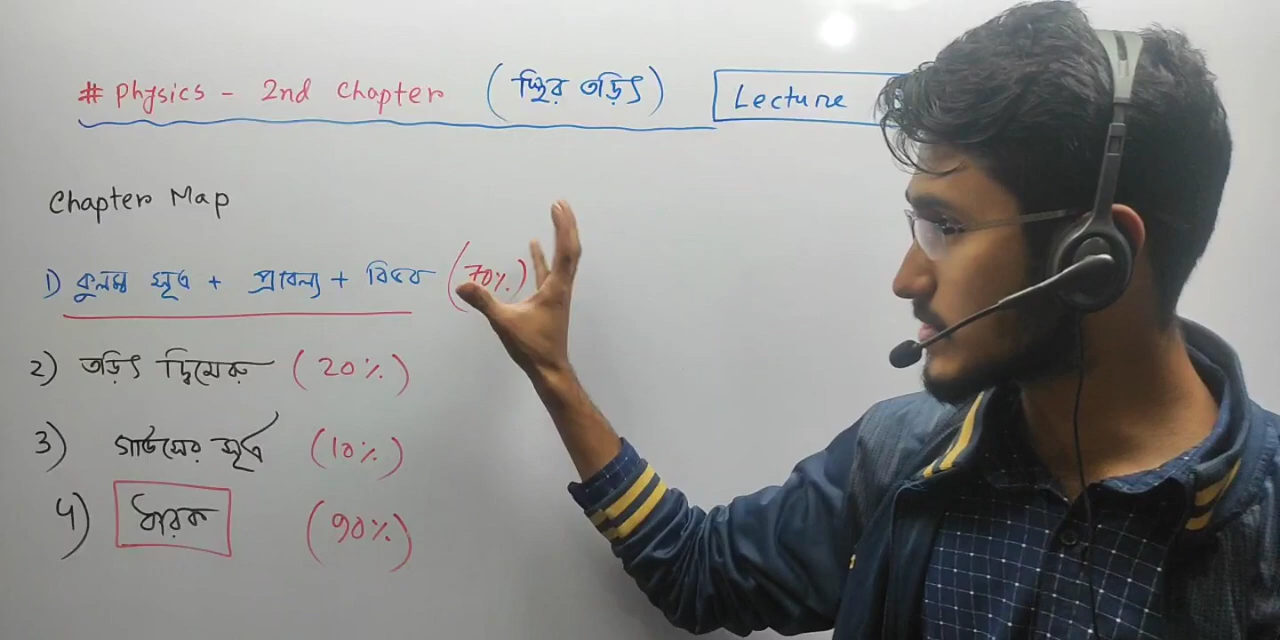 # Physics - 2nd Chapter (স্থির তড়িৎ) Lecture
Chapter Map
1) কুলম্ব সূত্র + প্রাবল্য + বিভব (70%)
2) তড়িৎ দ্বিমেরু (20%)
3) গাউসের সূত্র (10%)
4) ধারক (90%)